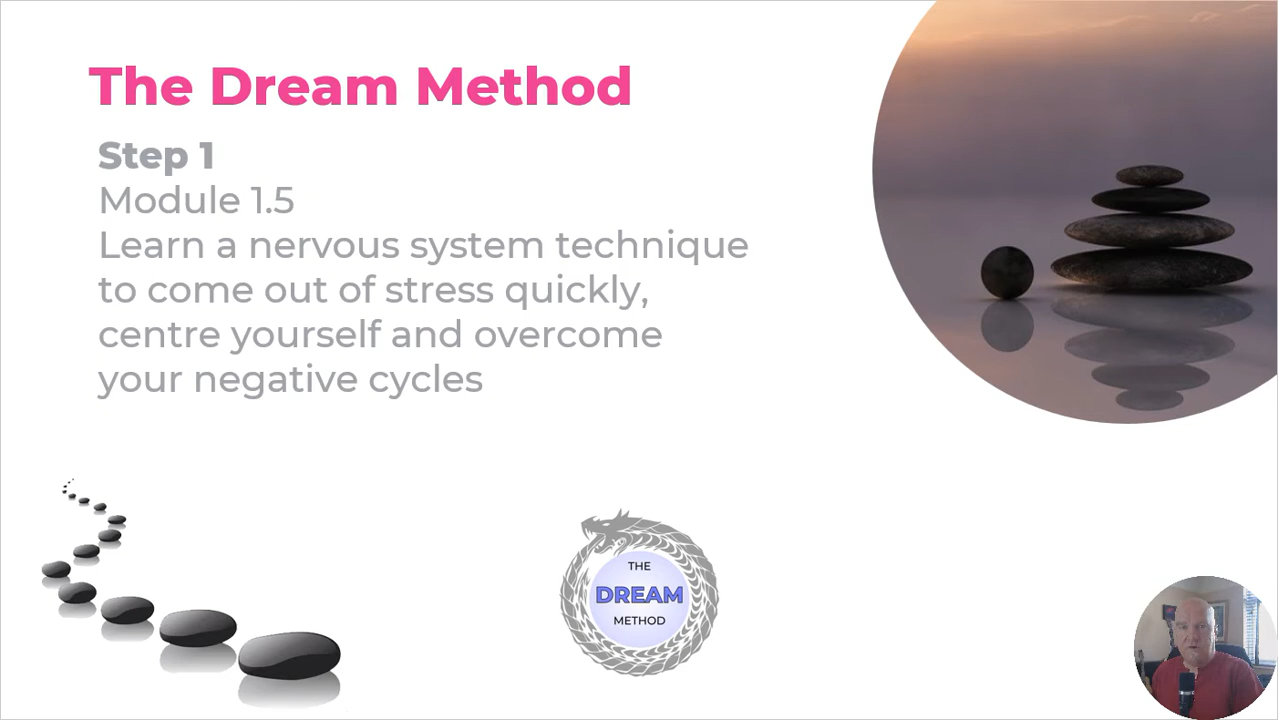 The Dream Method
Step 1
Module 1.5
Learn a nervous system technique
to come out of stress quickly,
centre yourself and overcome
your negative cycles
THE
DREAM
METHOD